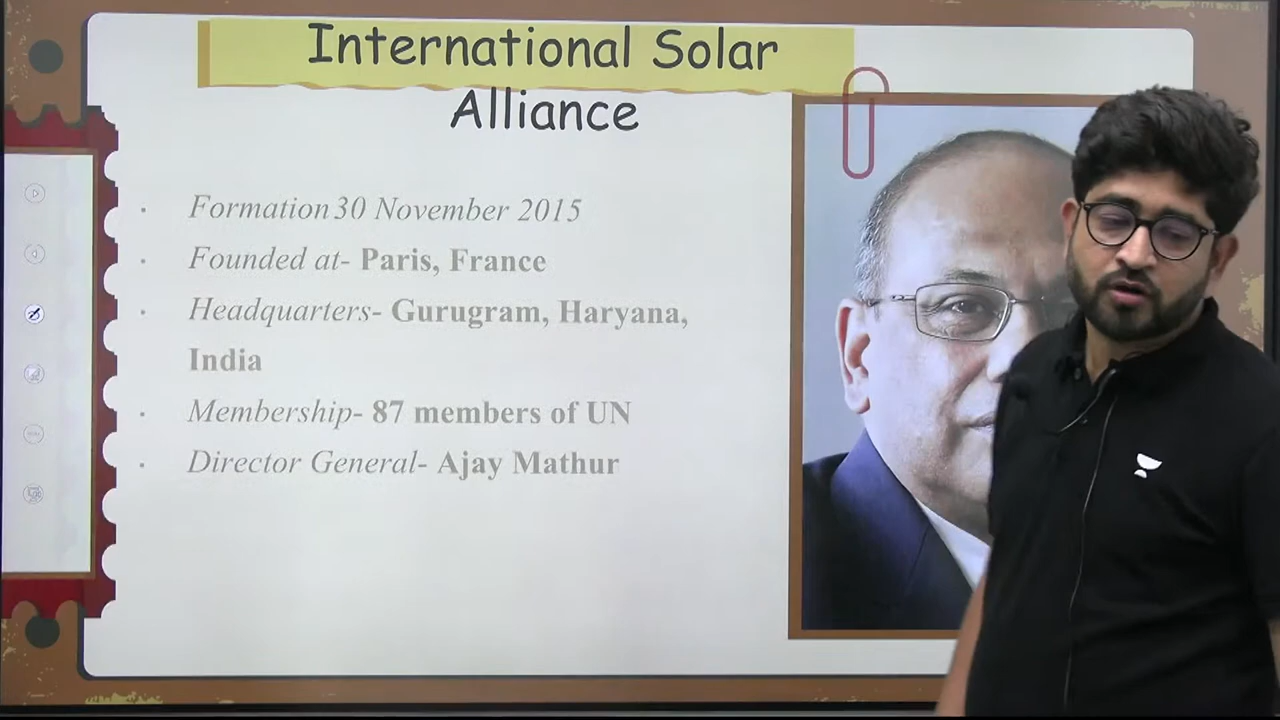 International Solar
Alliance
Formation 30 November 2015
Founded at- Paris, France
Headquarters- Gurugram, Haryana,
India
Membership- 87 members of UN
Director General- Ajay Mathur